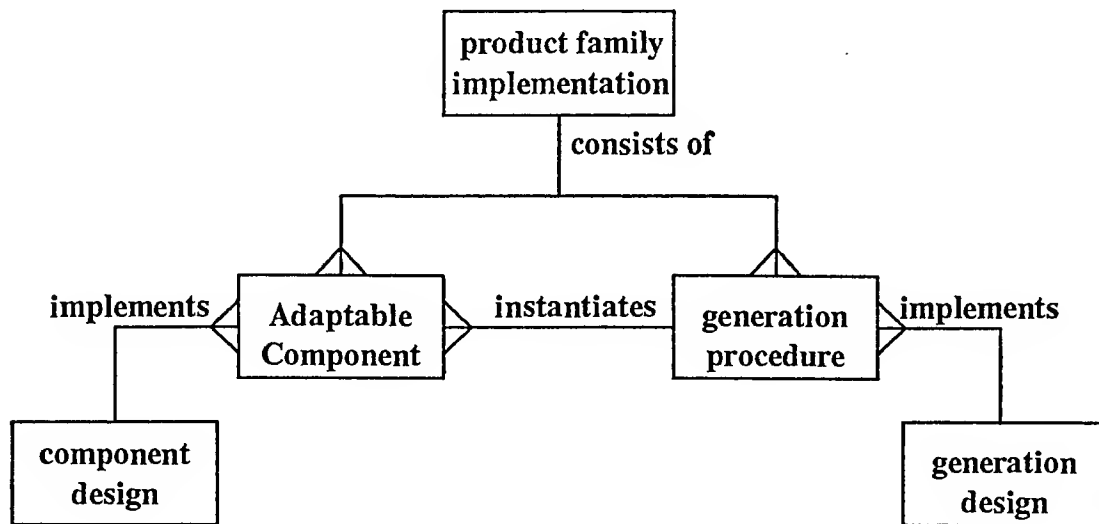 product family
implementation
consists of
implements
Adaptable
Component
instantiates
generation
procedure
implements
component
design
generation
design